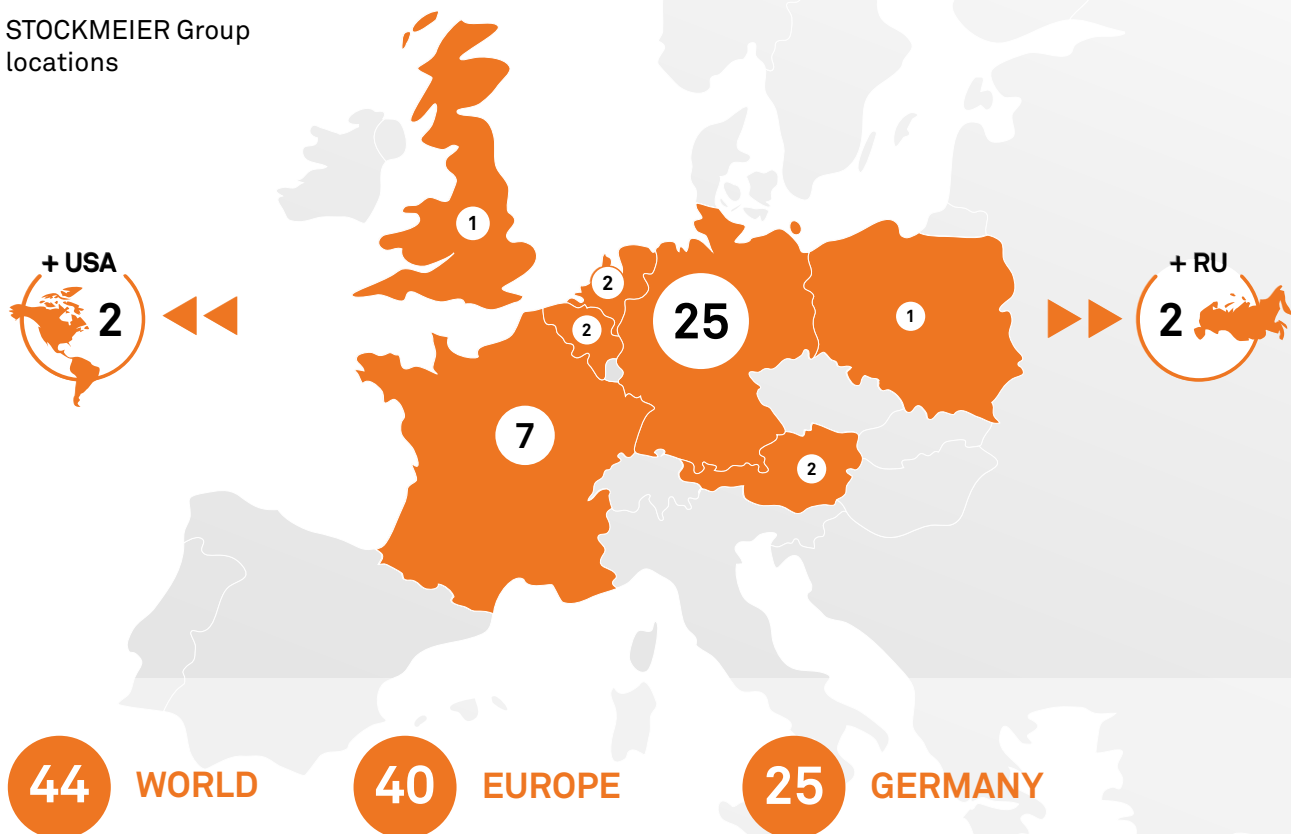 STOCKMEIER Group
locations
1
+ USA
2
+ RU
2
2
25
2
1
7
2
44 WORLD
40 EUROPE
25 GERMANY